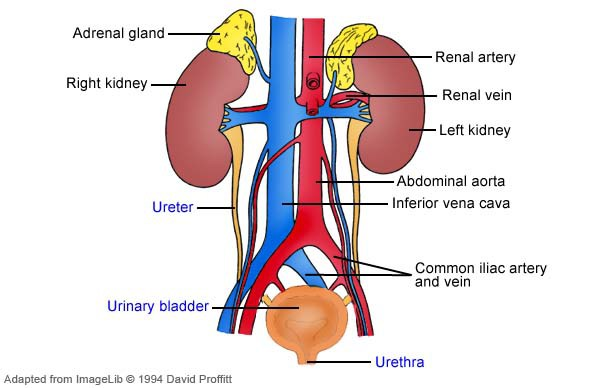 Adrenal gland
Right kidney
Renal artery
Renal vein
Left kidney
Abdominal aorta
Inferior vena cava
Ureter
Common iliac artery
and vein
Urinary bladder
Urethra
Adapted from ImageLib © 1994 David Proffitt